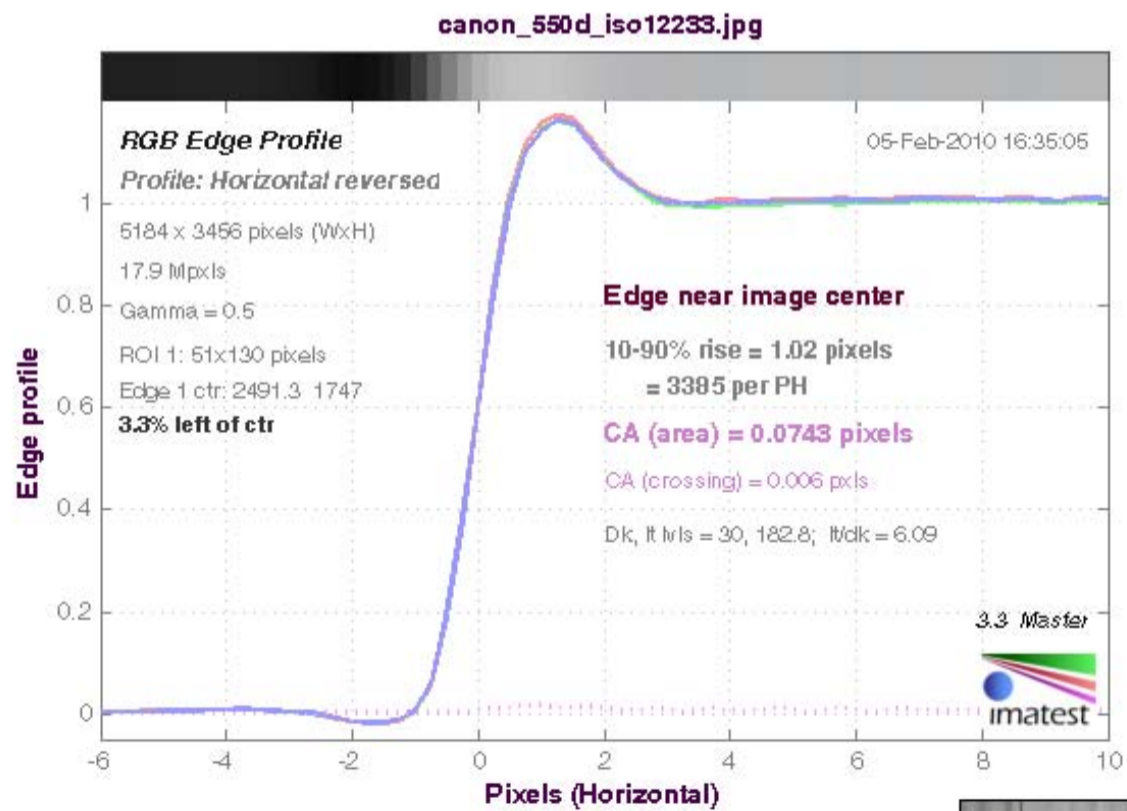 canon_550d_iso12233.jpg
RGB Edge Profile
05-Feb-2010 16:35:05
Profile: Horizontal reversed
5184 x 3456 pixels (WxH)
17.9 Mpxls
Gamma = 0.5
ROI 1: 51x130 pixels
Edge 1 ctr: 2491.3 1747
3.3% left of ctr
Edge near image center
10-90% rise = 1.02 pixels
= 3385 per PH
CA (area) = 0.0743 pixels
CA (crossing) = 0.006 pxls
Dk, lt lvls = 30, 182.8; lt/dk = 6.09
3.3 Master
imatest
Edge profile
1
0.8
0.6
0.4
0.2
0
-6 -4 -2 0 2 4 6 8 10
Pixels (Horizontal)